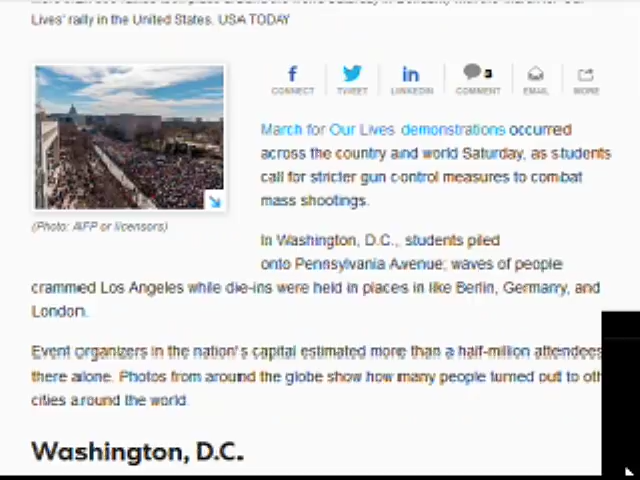 Lives' rally in the United States. USA TODAY
f
in
3
CONNECT
TWEET
LINKEDIN
COMMENT
EMAIL
MORE
(Photo: AFP or licensors)
March for Our Lives demonstrations occurred
across the country and world Saturday, as students
call for stricter gun control measures to combat
mass shootings.
In Washington, D.C., students piled
onto Pennsylvania Avenue; waves of people
crammed Los Angeles while die-ins were held in places in like Berlin, Germany, and
London.
Event organizers in the nation's capital estimated more than a half-million attendees
there alone. Photos from around the globe show how many people turned out to oth
cities around the world.
Washington, D.C.